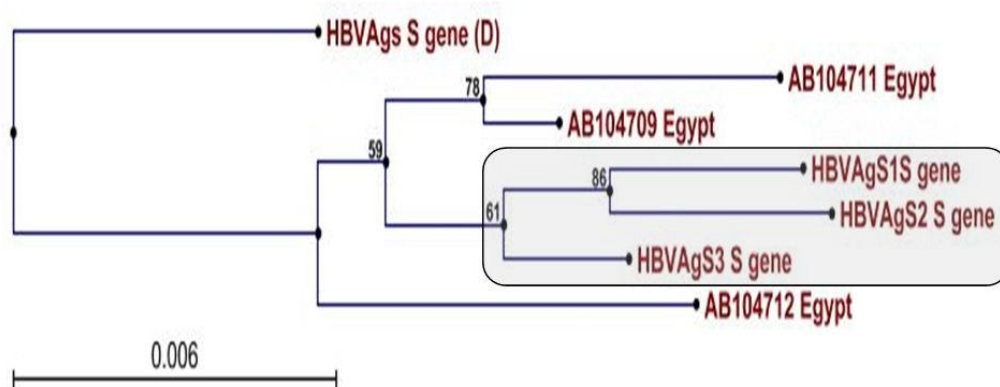 HBVAgs S gene (D)
78
AB104711 Egypt
AB104709 Egypt
59
86
HBVAgS1S gene
61
HBVAgS2 S gene
HBVAgS3 S gene
AB104712 Egypt
0.006